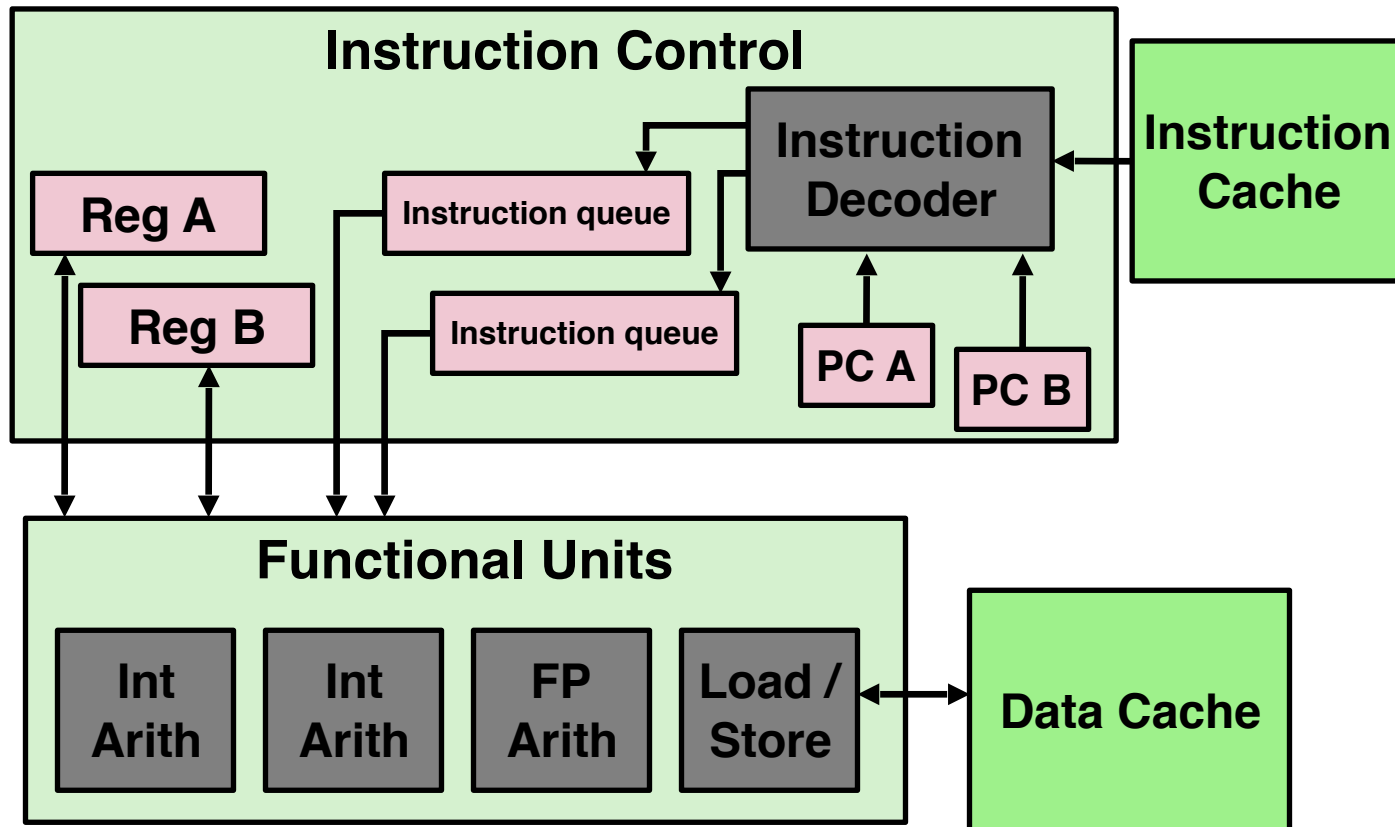 Instruction Control
Instruction
Decoder
Instruction
Cache
Reg A
Instruction queue
Reg B
Instruction queue
PC A
PC B
Functional Units
Int
Arith
Int
Arith
FP
Arith
Load /
Store
Data Cache